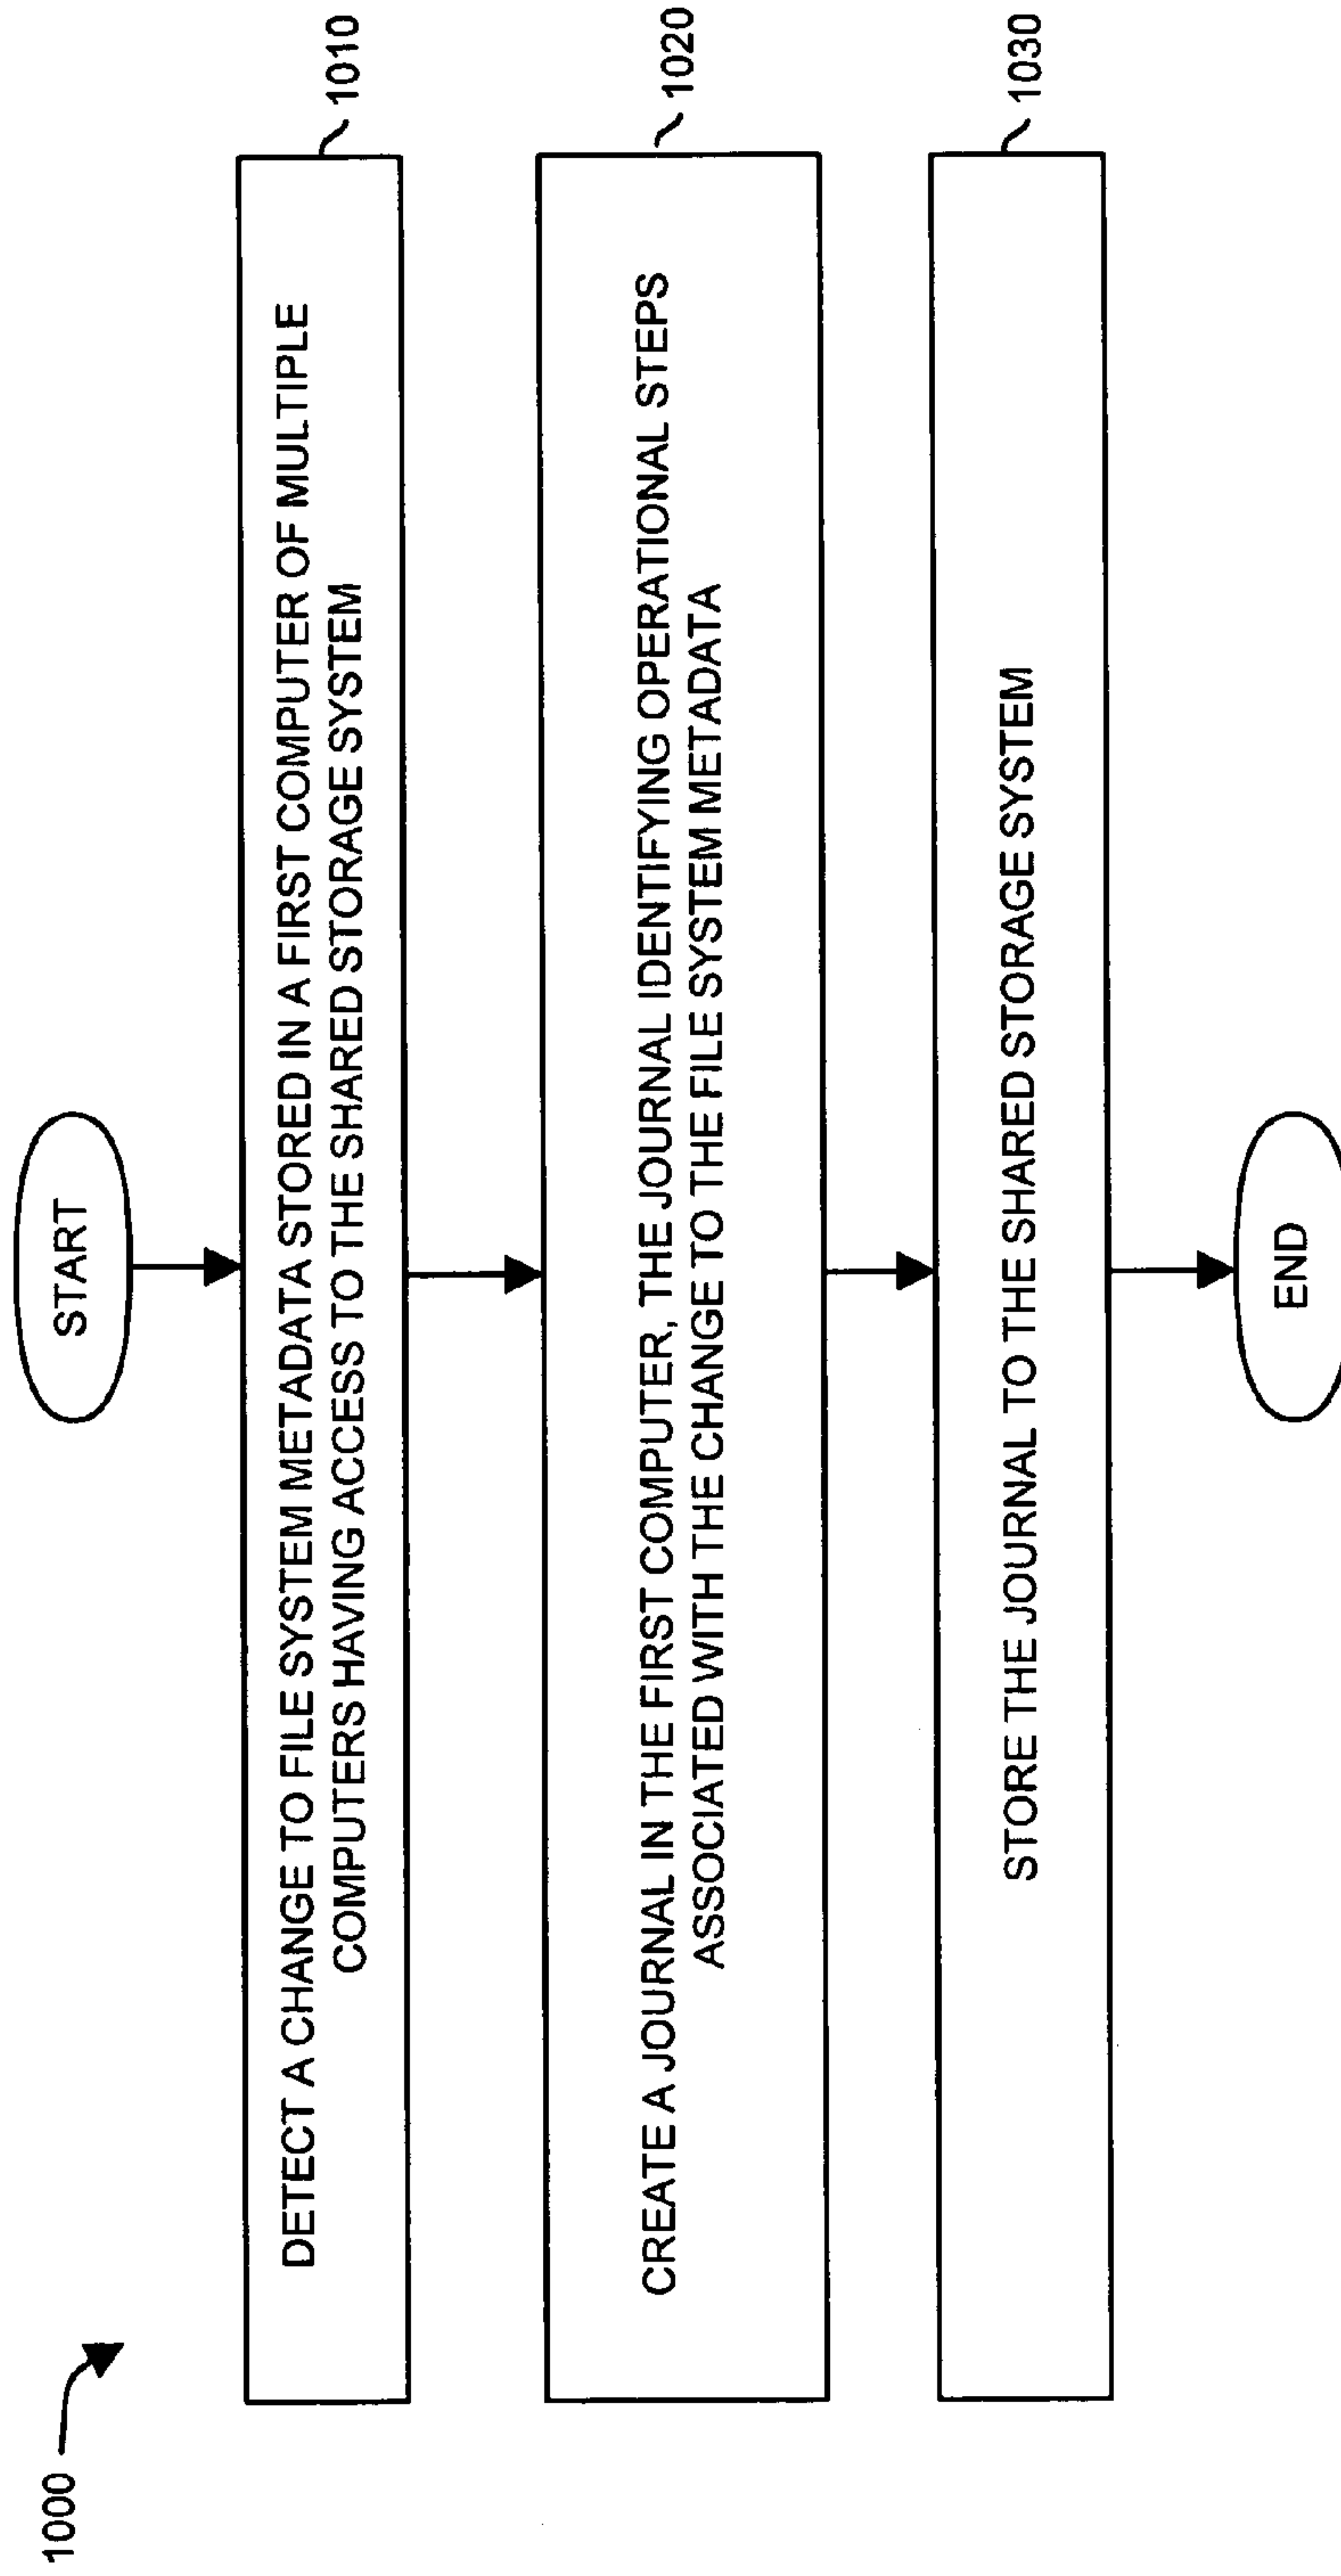 1000
START
DETECT A CHANGE TO FILE SYSTEM METADATA STORED IN A FIRST COMPUTER OF MULTIPLE
COMPUTERS HAVING ACCESS TO THE SHARED STORAGE SYSTEM
1010
CREATE A JOURNAL IN THE FIRST COMPUTER, THE JOURNAL IDENTIFYING OPERATIONAL STEPS
ASSOCIATED WITH THE CHANGE TO THE FILE SYSTEM METADATA
1020
STORE THE JOURNAL TO THE SHARED STORAGE SYSTEM
1030
END